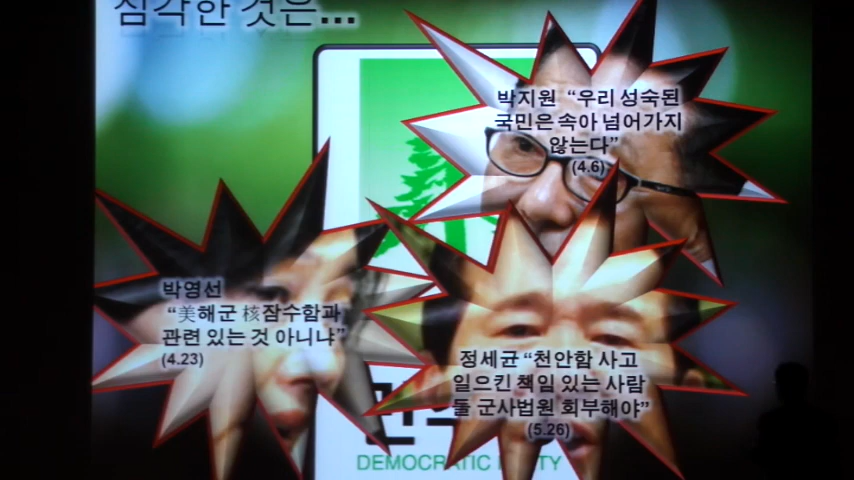 심각한 것은...
박지원 “우리 성숙된
국민은 속아 넘어가지
않는다”
(4.6)
박영선
“美해군 核잠수함과
관련 있는 것 아니냐”
(4.23)
정세균 “천안함 사고
일으킨 책임 있는 사람
둘 군사법원 회부해야”
(5.26)
DEMOCRATIC